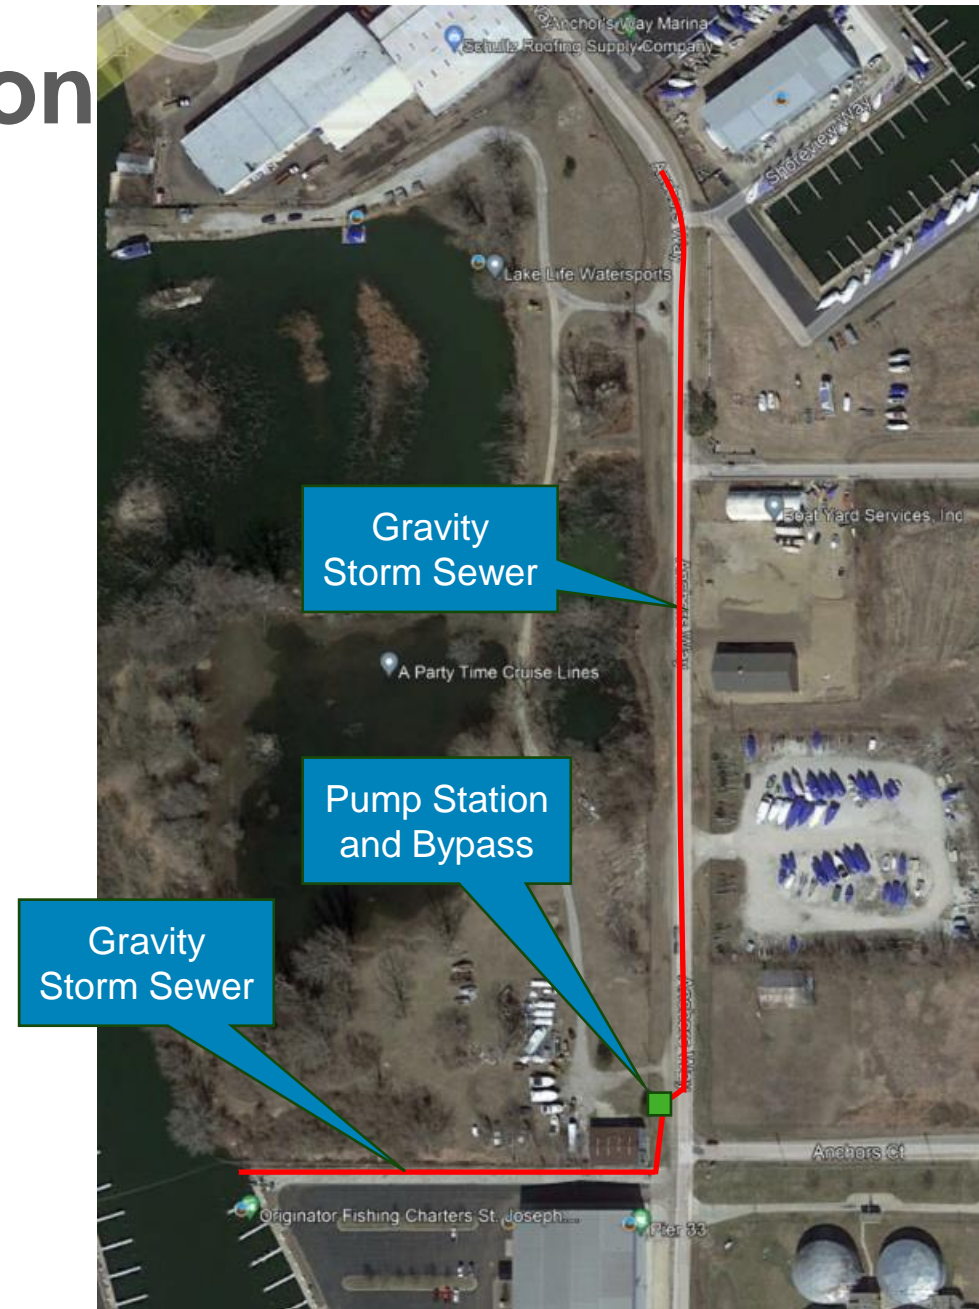 on
Anchor's Way Marina
Schultz Roofing Supply Company
Shoreview Way
Anchors Way
Lake Life Watersports
Gravity
Storm Sewer
Boat Yard Services, Inc
A Party Time Cruise Lines
Pump Station
and Bypass
Gravity
Storm Sewer
Anchors Ct
Originator Fishing Charters St. Joseph....
Pier 33